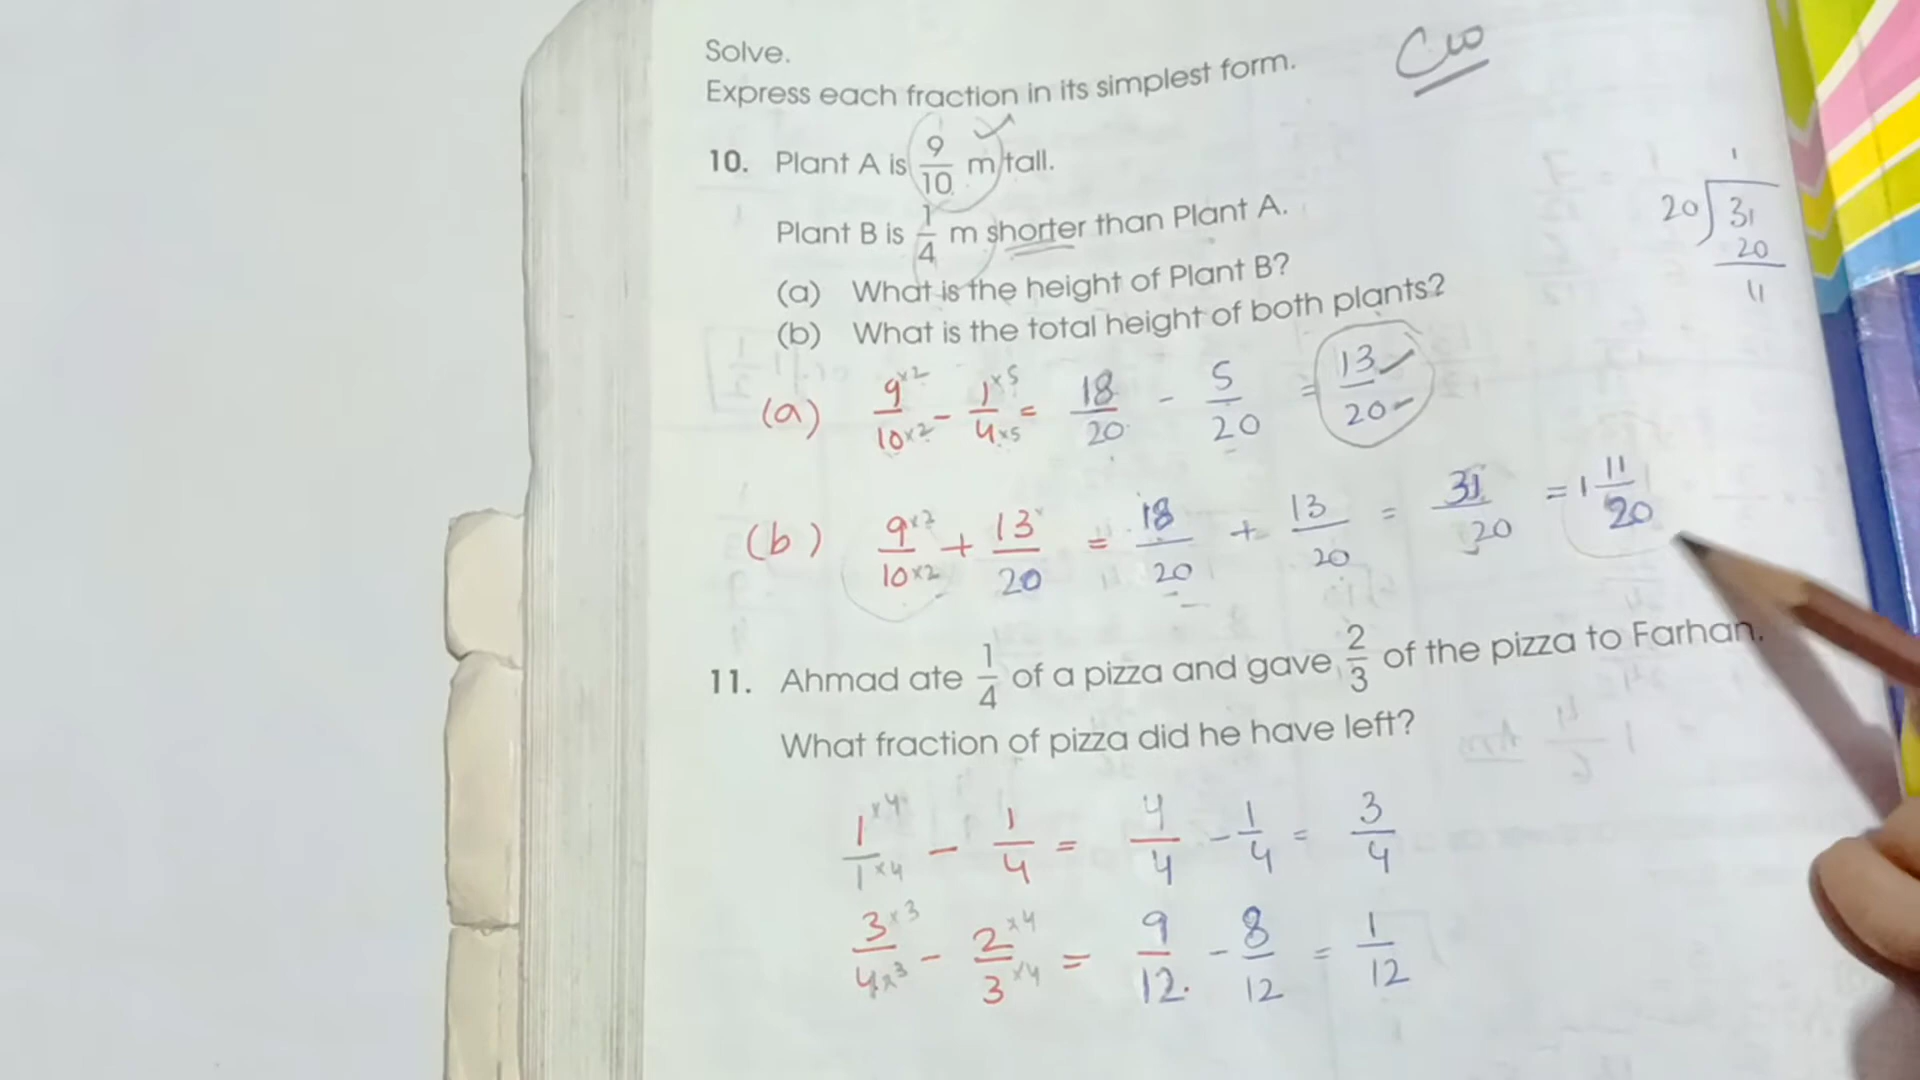 Solve.
Express each fraction in its simplest form.
CW
10. Plant A is 9/10 m tall.
Plant B is 1/4 m shorter than Plant A.
(a) What is the height of Plant B?
(b) What is the total height of both plants?
1
20 ) 31
20
11
(a) 9×2/10×2 - 1×5/4×5 = 18/20 - 5/20 = 13/20
(b) 9×2/10×2 + 13/20 = 18/20 + 13/20 = 31/20 = 1 11/20
11. Ahmad ate 1/4 of a pizza and gave 2/3 of the pizza to Farhan.
What fraction of pizza did he have left?
1×4/1×4 - 1/4 = 4/4 - 1/4 = 3/4
3×3/4×3 - 2×4/3×4 = 9/12 - 8/12 = 1/12